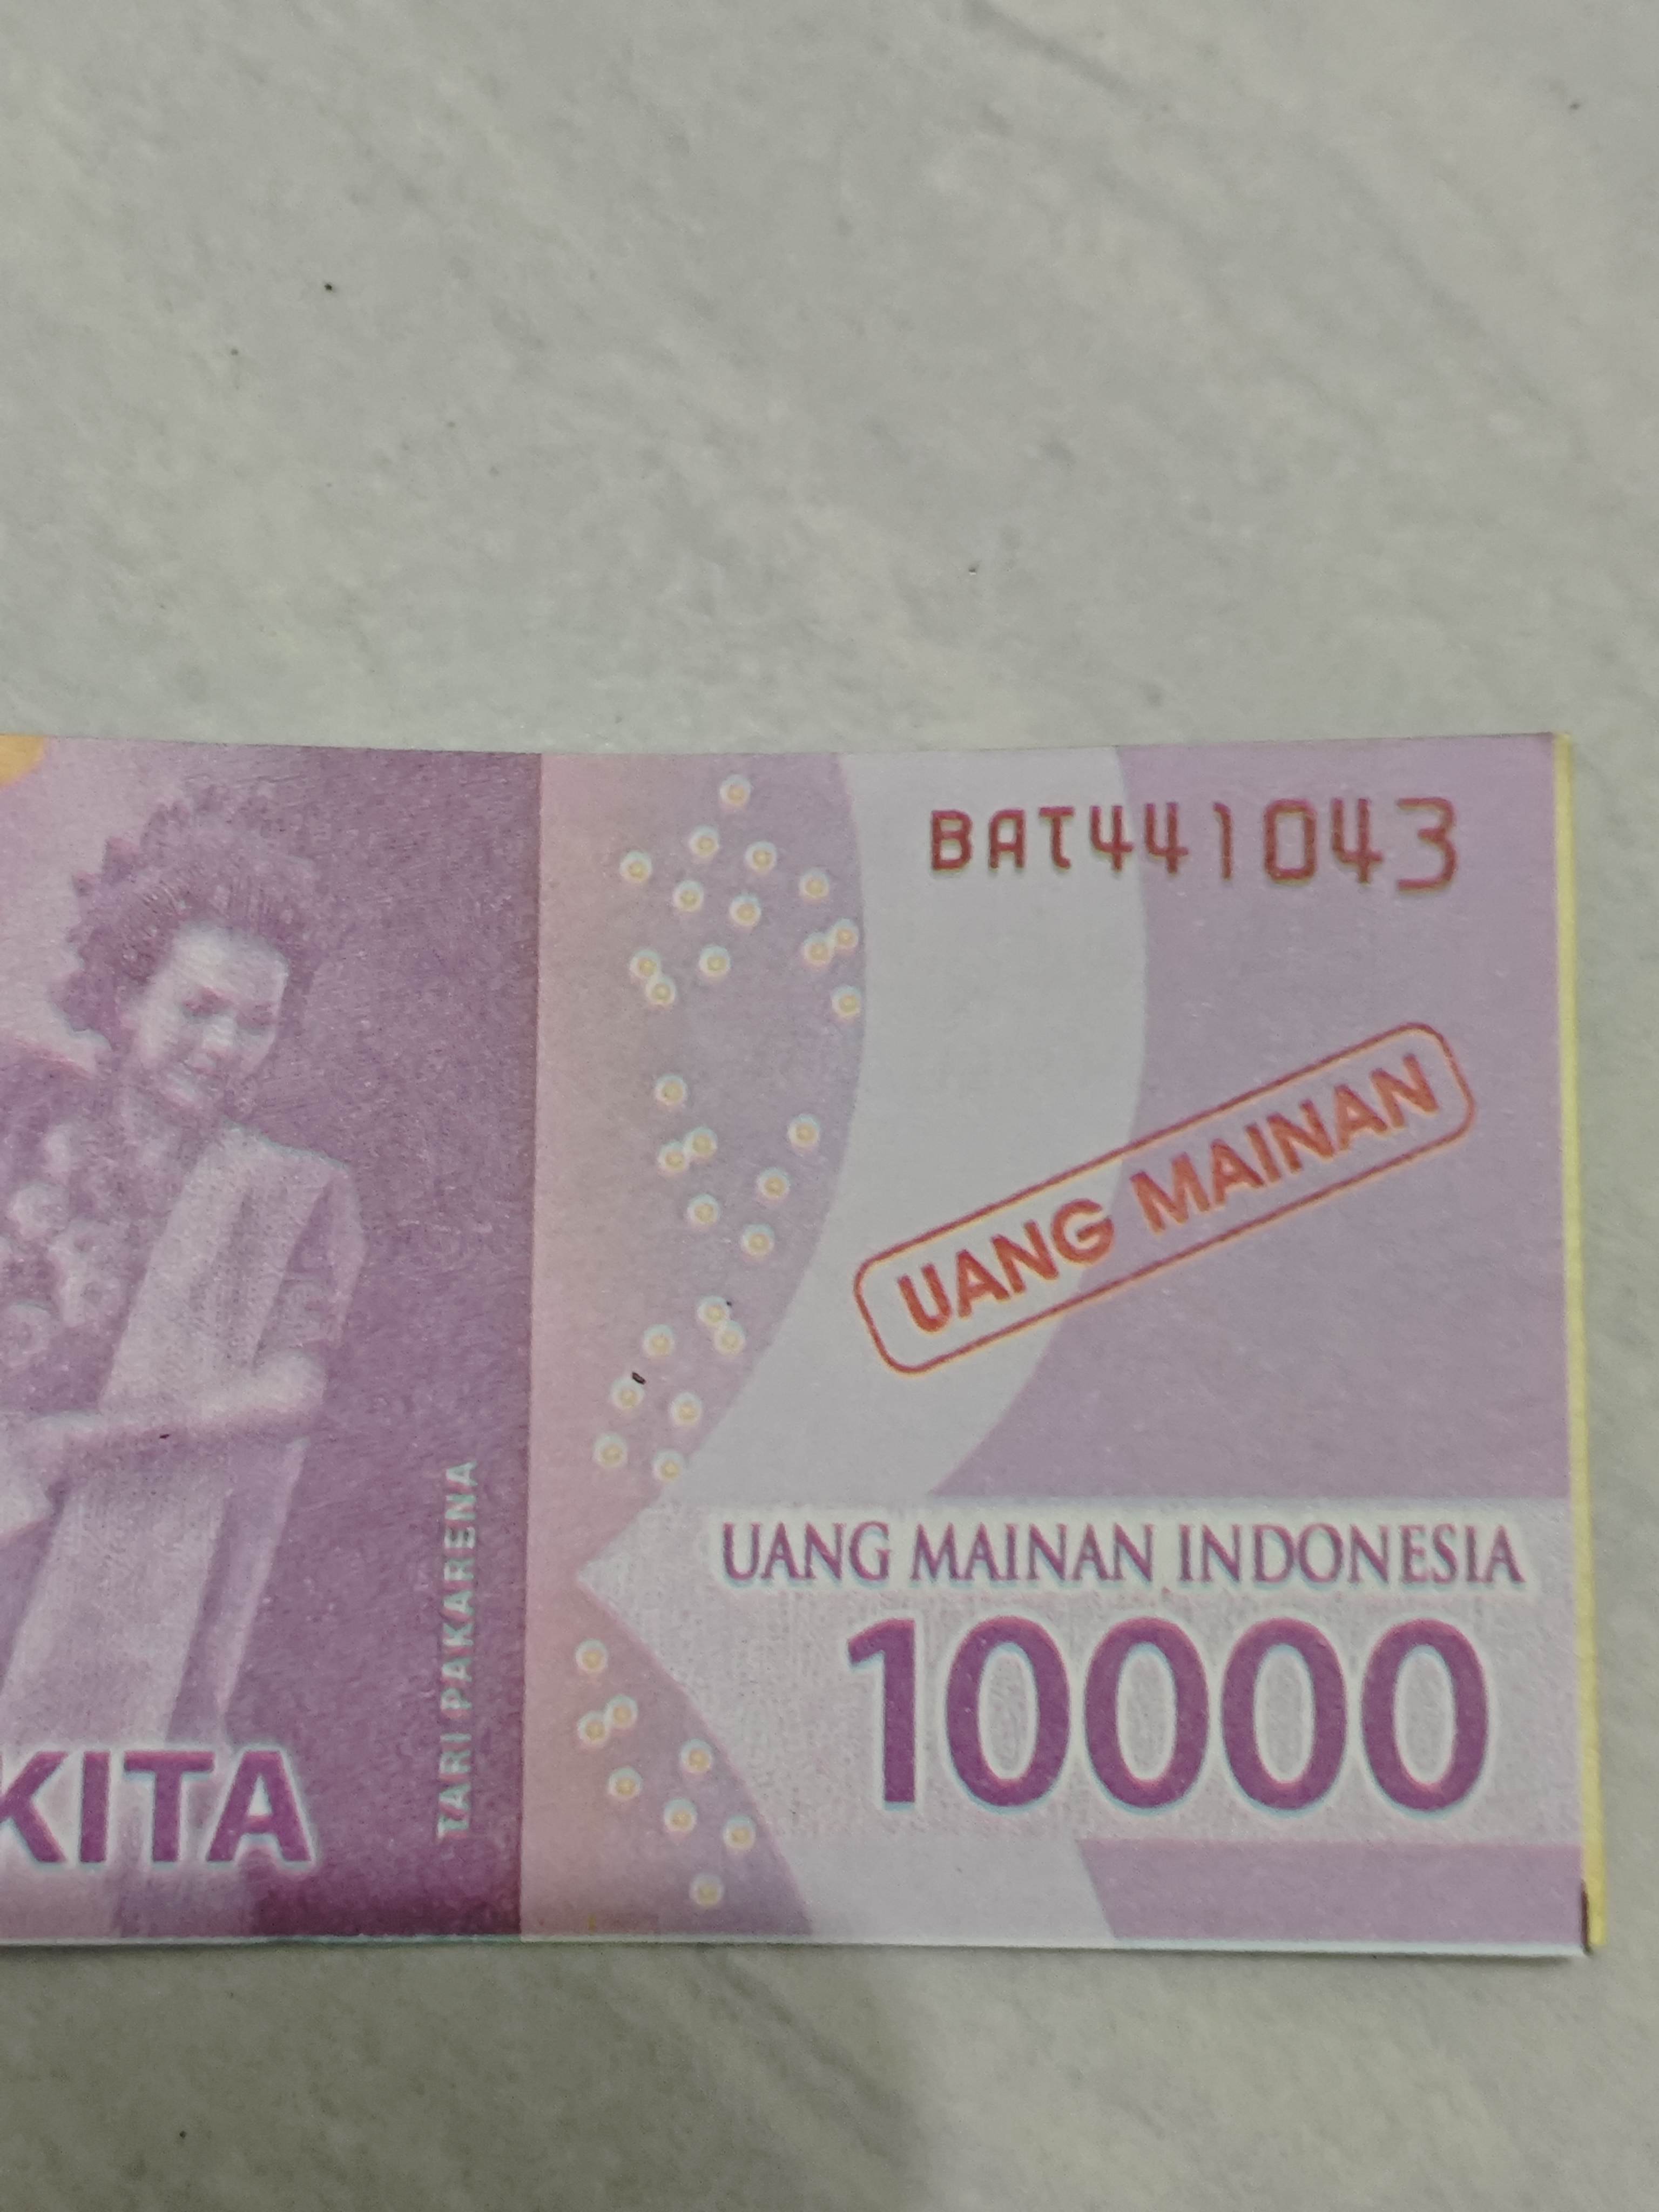 BAT441043
UANG MAINAN
UANG MAINAN INDONESIA
10000
TARI PAKARENA
KITA